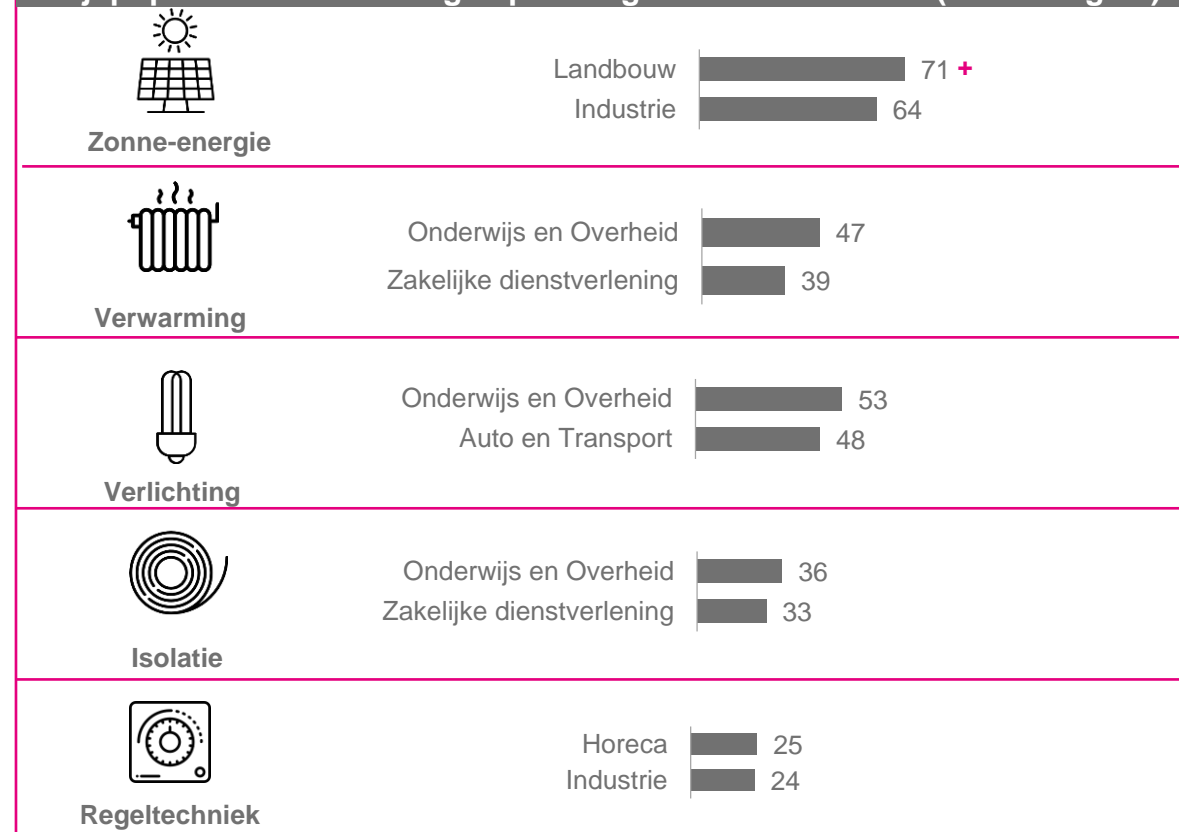 Landbouw 71 +
Industrie 64
Zonne-energie
Onderwijs en Overheid 47
Zakelijke dienstverlening 39
Verwarming
Onderwijs en Overheid 53
Auto en Transport 48
Verlichting
Onderwijs en Overheid 36
Zakelijke dienstverlening 33
Isolatie
Horeca 25
Industrie 24
Regeltechniek